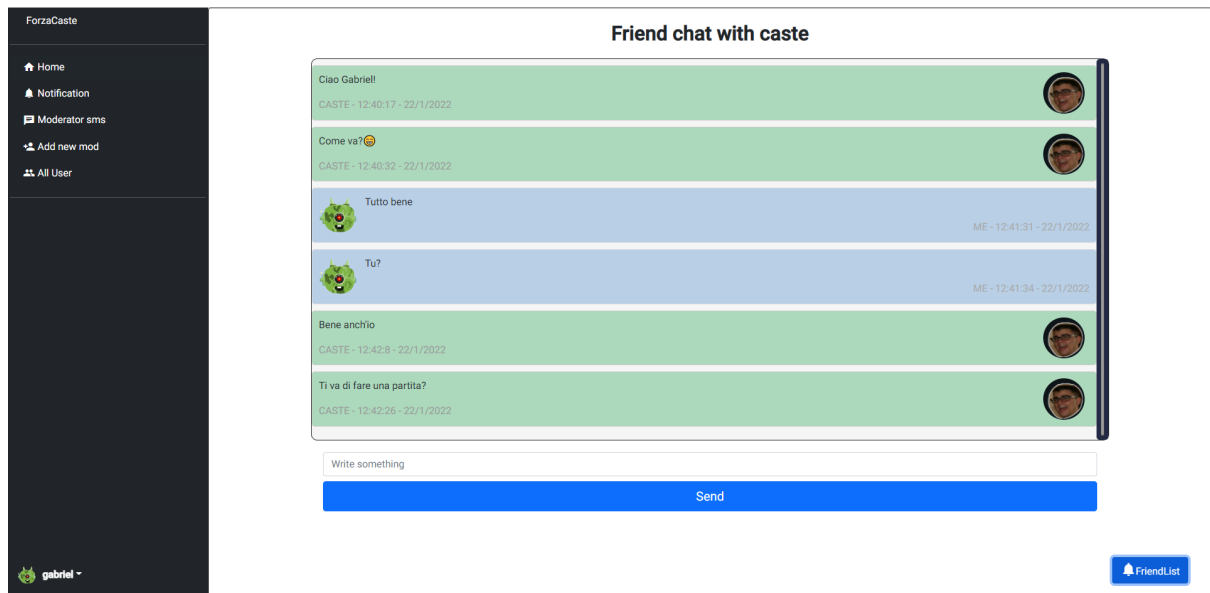 ForzaCaste
Home
Notification
Moderator sms
Add new mod
All User
gabriel
Friend chat with caste
Ciao Gabriel!
CASTE - 12:40:17 - 22/1/2022
Come va?😄
CASTE - 12:40:32 - 22/1/2022
Tutto bene
ME - 12:41:31 - 22/1/2022
Tu?
ME - 12:41:34 - 22/1/2022
Bene anch'io
CASTE - 12:42:8 - 22/1/2022
Ti va di fare una partita?
CASTE - 12:42:26 - 22/1/2022
Write something
Send
FriendList